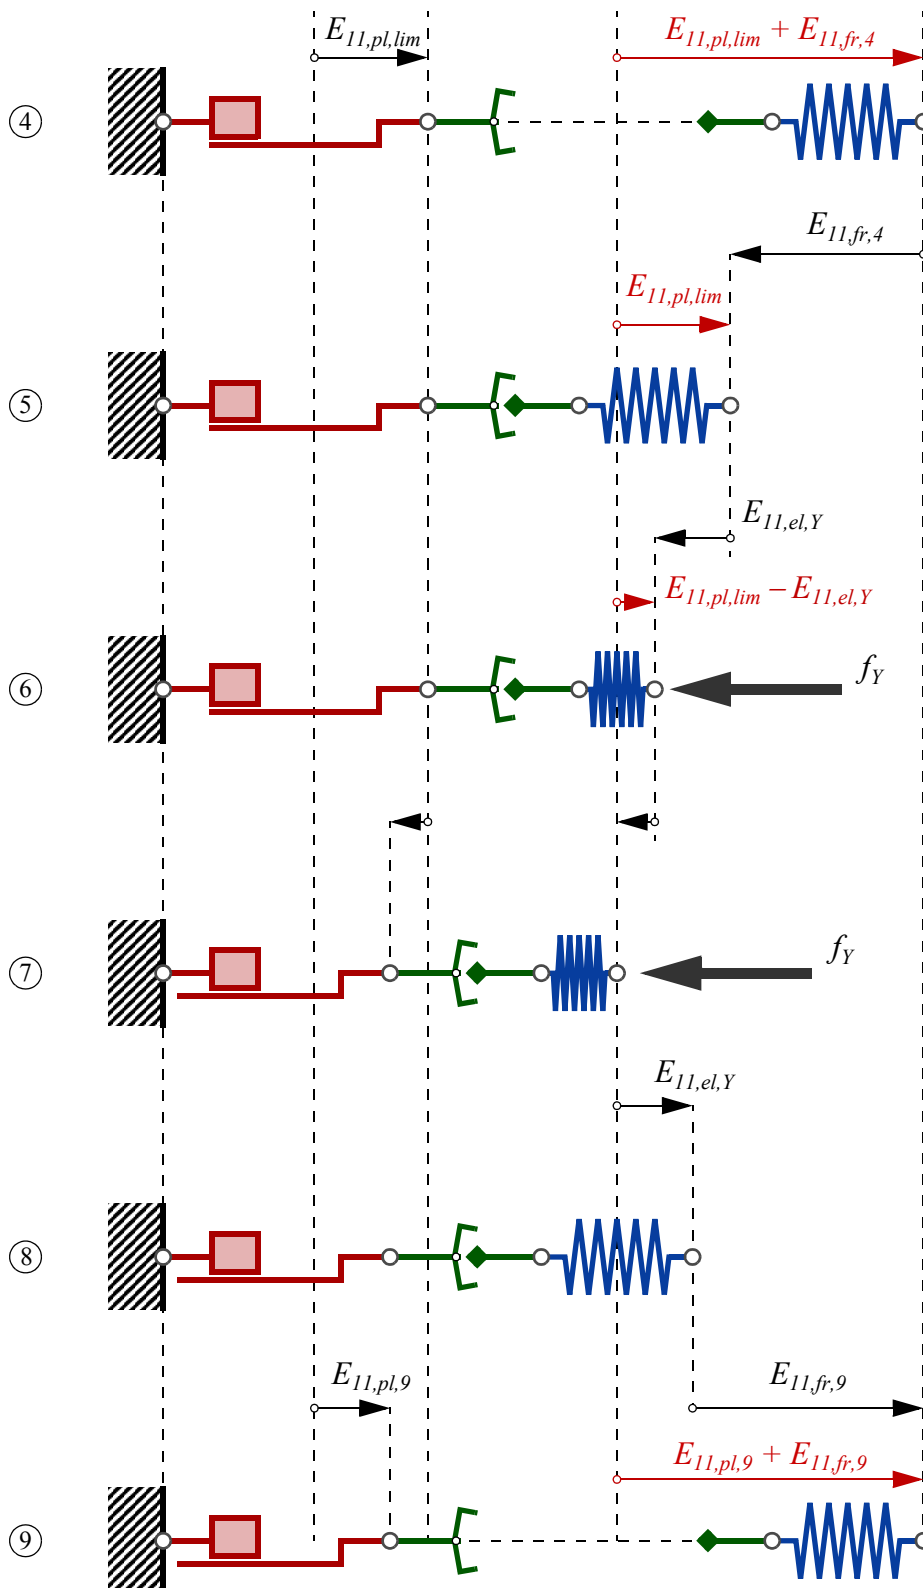 E11,pl,lim
E11,pl,lim + E11,fr,4
4
E11,fr,4
E11,pl,lim
5
E11,el,Y
E11,pl,lim − E11,el,Y
6
fY
7
fY
E11,el,Y
8
E11,pl,9
E11,fr,9
E11,pl,9 + E11,fr,9
9